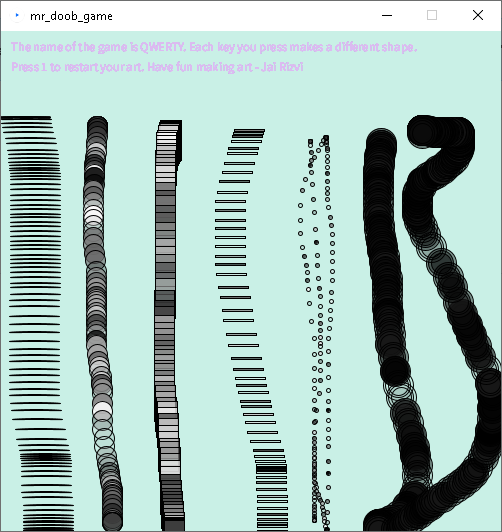 mr_doob_game
The name of the game is QWERTY. Each key you press makes a different shape.
Press 1 to restart your art. Have fun making art - Jai Rizvi